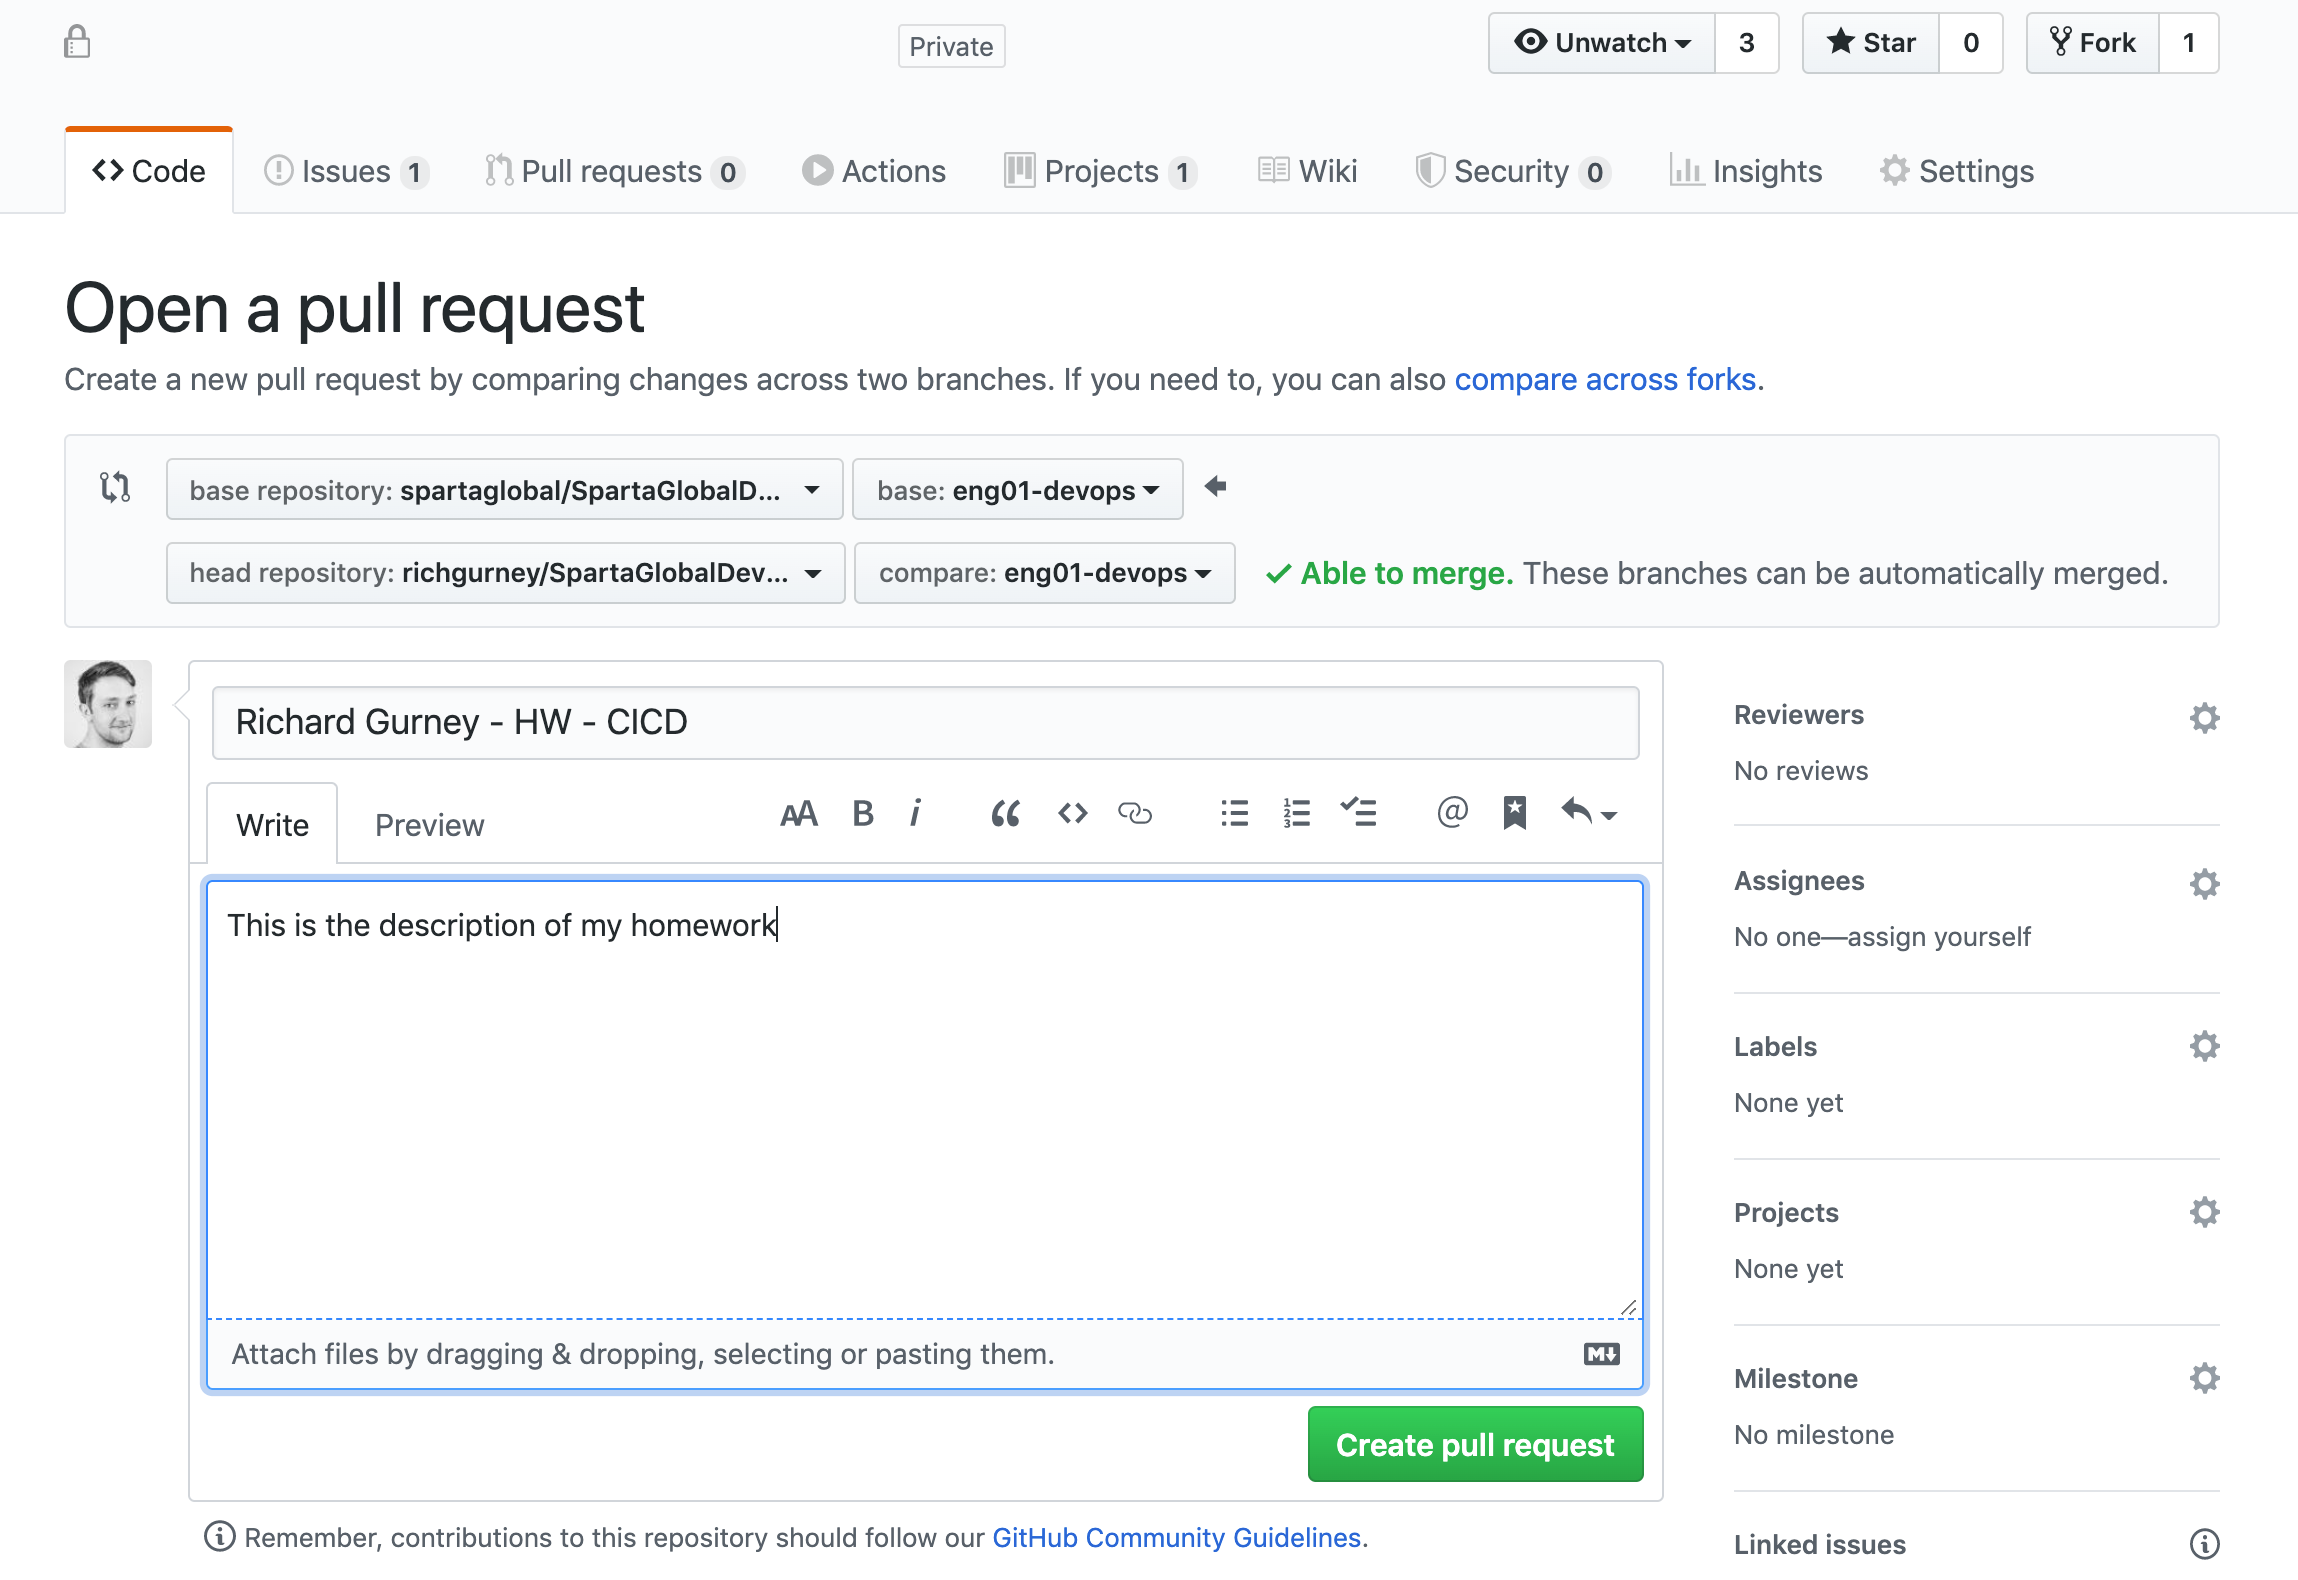 Private Unwatch 3 Star 0 Fork 1
Code Issues 1 Pull requests 0 Actions Projects 1 Wiki Security 0 Insights Settings
Open a pull request
Create a new pull request by comparing changes across two branches. If you need to, you can also compare across forks.
base repository: spartaglobal/SpartaGlobalD... base: eng01-devops
head repository: richgurney/SpartaGlobalDev... compare: eng01-devops Able to merge. These branches can be automatically merged.
Richard Gurney - HW - CICD
Write Preview AA B i
This is the description of my homework
Attach files by dragging & dropping, selecting or pasting them.
Create pull request
Remember, contributions to this repository should follow our GitHub Community Guidelines.
Reviewers
No reviews
Assignees
No one—assign yourself
Labels
None yet
Projects
None yet
Milestone
No milestone
Linked issues